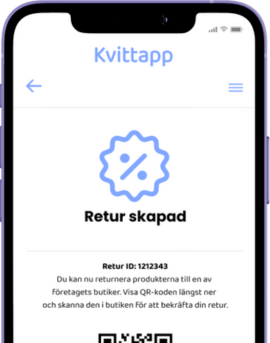 Kvittapp
Retur skapad
Retur ID: 1212343
Du kan nu returnera produkterna till en av
företagets butiker. Visa QR-koden längst ner
och skanna den i butiken för att bekräfta din retur.